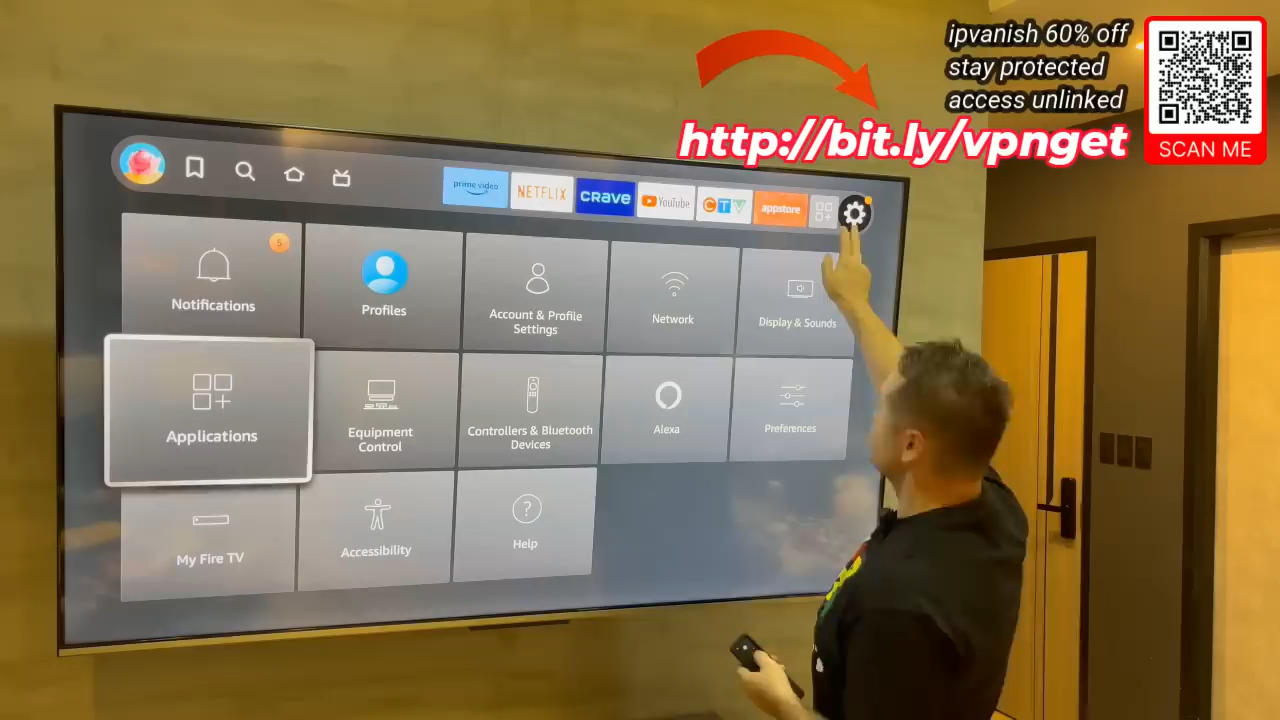 ipvanish 60% off
stay protected
access unlinked
http://bit.ly/vpnget
SCAN ME
prime video
NETFLIX
CRAVE
YouTube
CTV
appstore
5
Notifications
Profiles
Account & Profile
Settings
Network
Display & Sounds
Applications
Equipment
Control
Controllers & Bluetooth
Devices
Alexa
Preferences
My Fire TV
Accessibility
?
Help